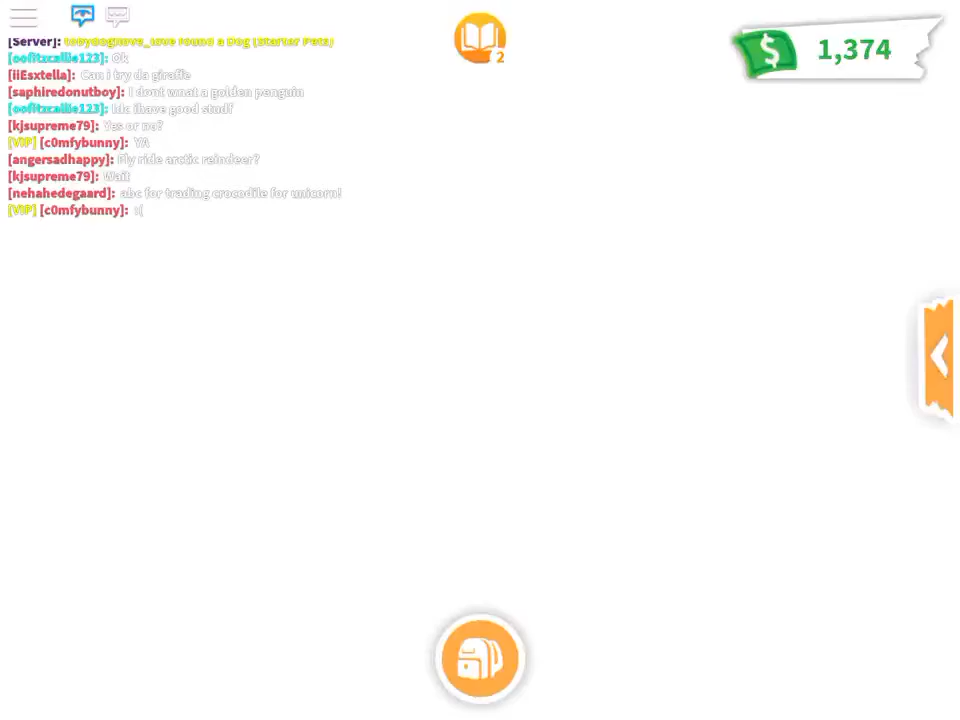 [Server]: found a Dog (Starter Pets)
[oofitzcallie123]: Ok
[iiEsxtella]: Can i try da giraffe
[saphiredonutboy]: I dont wnat a golden penguin
[oofitzcallie123]: bIc ihave good studf
[kjsupreme79]: Yes or no?
[VIP] [c0mfybunny]: YA
[angersadhappy]: Fly ride arctic reindeer?
[kjsupreme79]: Wait
[nehahedegaard]: abc for trading crocodile for unicorn!
[VIP] [c0mfybunny]: :(
2
$ 1,374